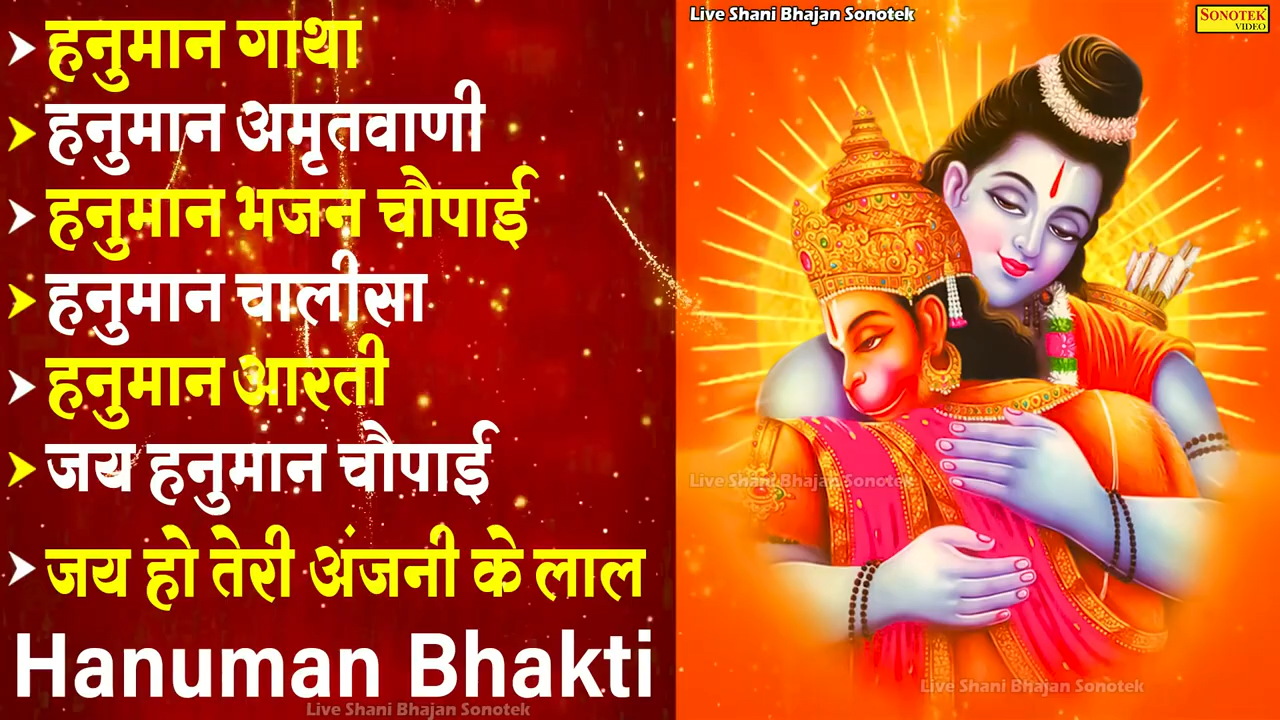 हनुमान गाथा
हनुमान अमृतवाणी
हनुमान भजन चौपाई
हनुमान चालीसा
हनुमान आरती
जय हनुमान चौपाई
जय हो तेरी अंजनी के लाल
Hanuman Bhakti
Live Shani Bhajan Sonotek
Live Shani Bhajan Sonotek
SONOTEK
VIDEO
Live Shani Bhajan Sonotek
Live Shani Bhajan Sonotek